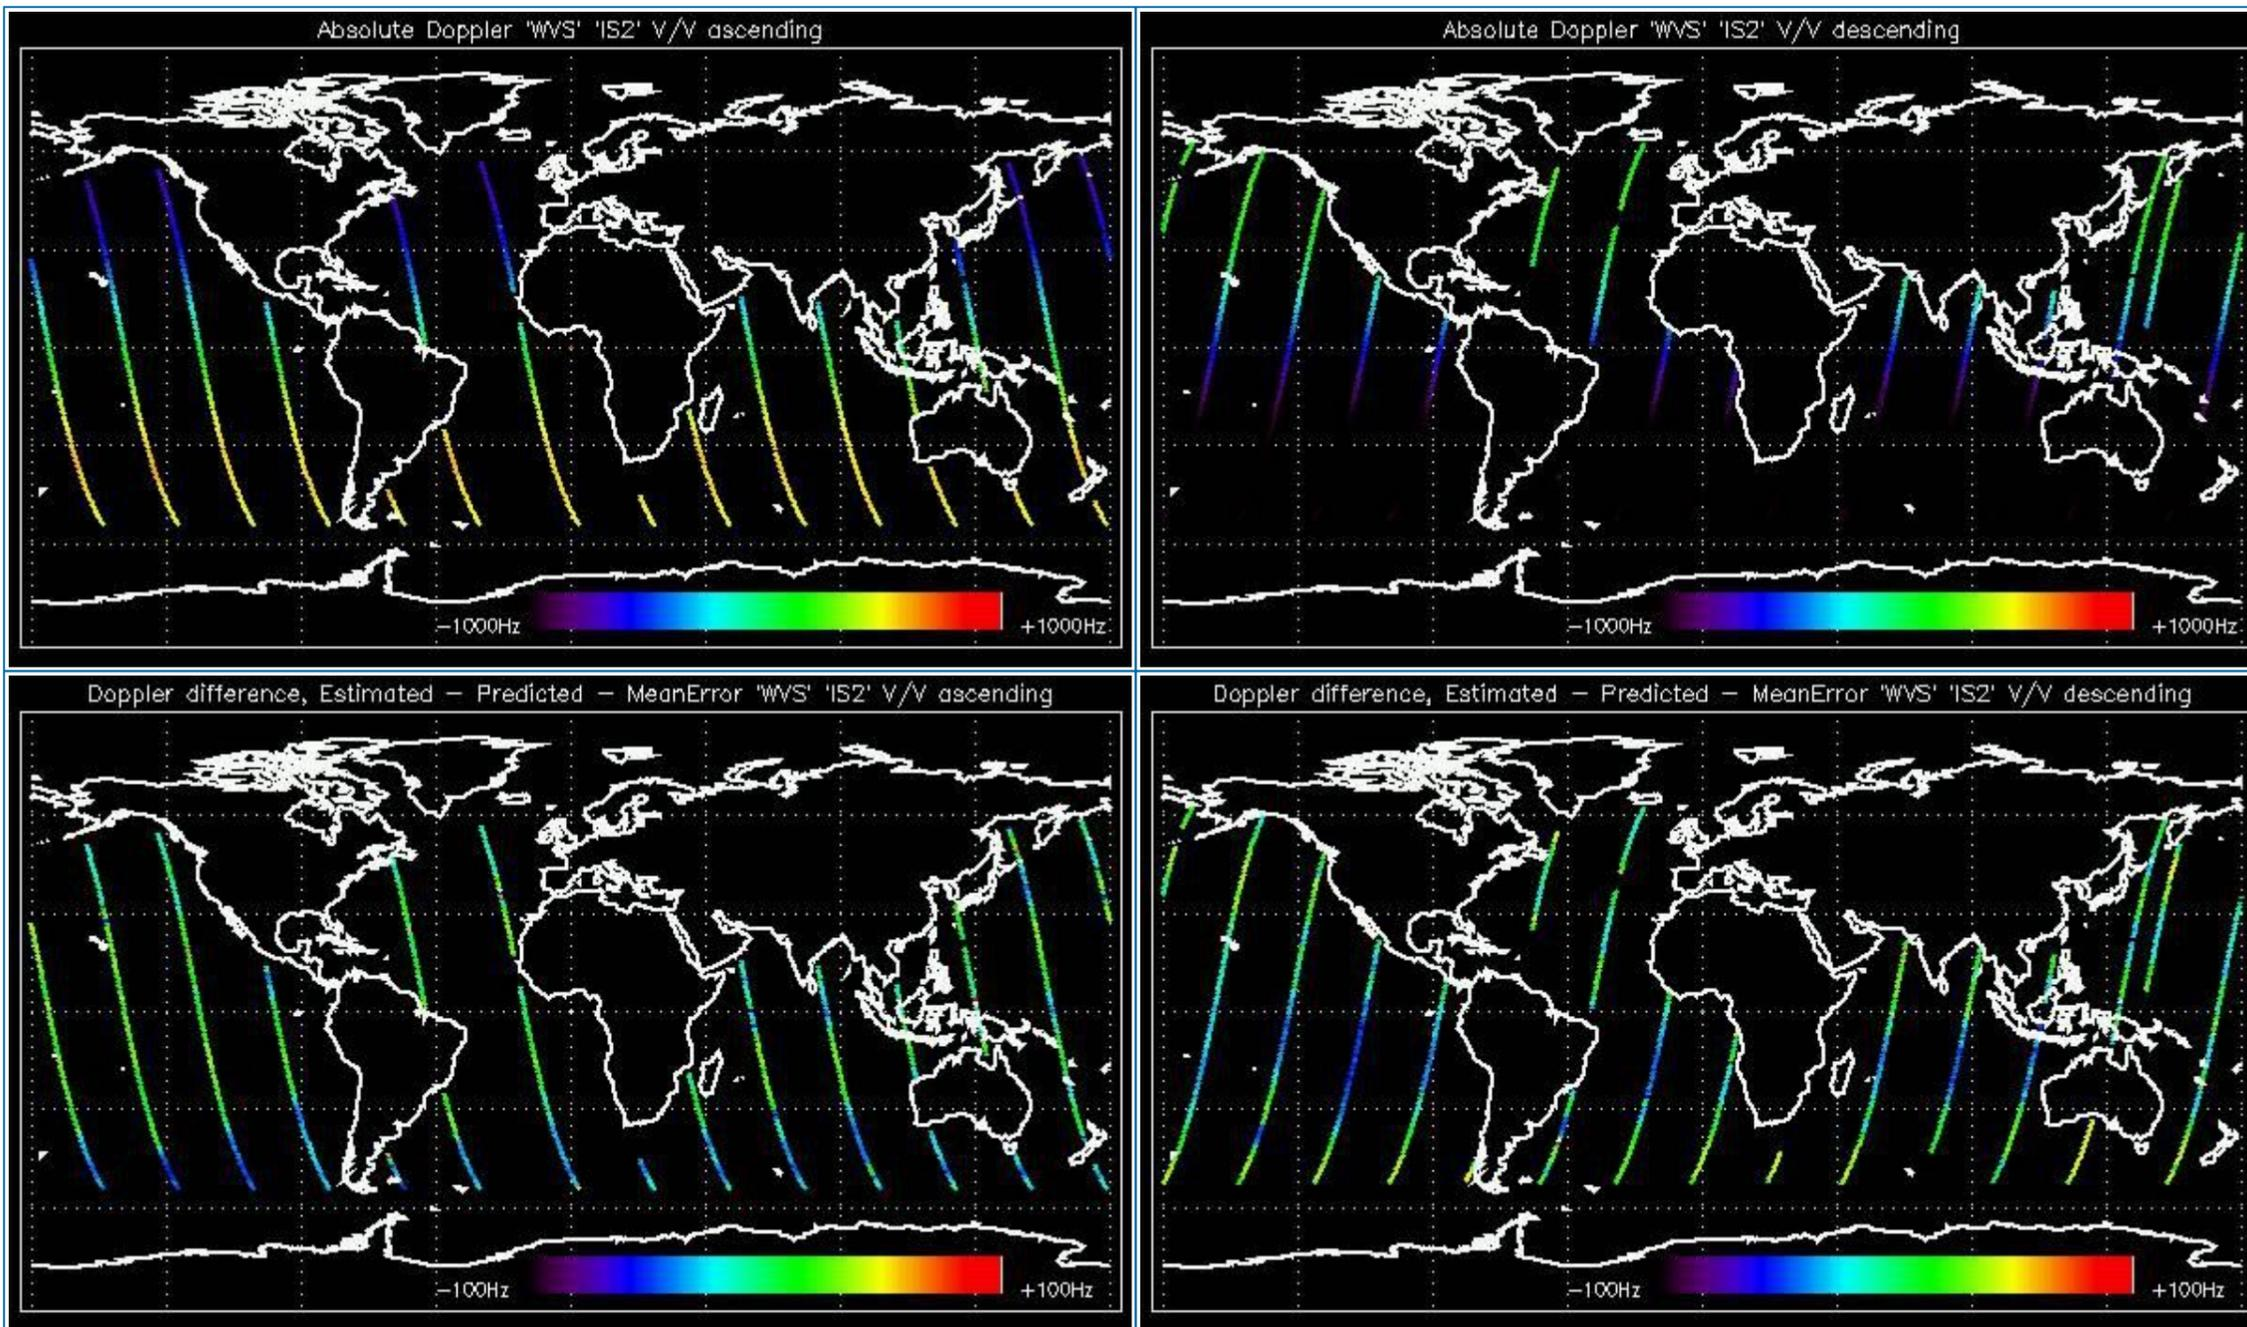 Absolute Doppler 'WVS' 'IS2' V/V ascending
-1000Hz
+1000Hz
Absolute Doppler 'WVS' 'IS2' V/V descending
-1000Hz
+1000Hz
Doppler difference, Estimated - Predicted - MeanError 'WVS' 'IS2' V/V ascending
-100Hz
+100Hz
Doppler difference, Estimated - Predicted - MeanError 'WVS' 'IS2' V/V descending
-100Hz
+100Hz